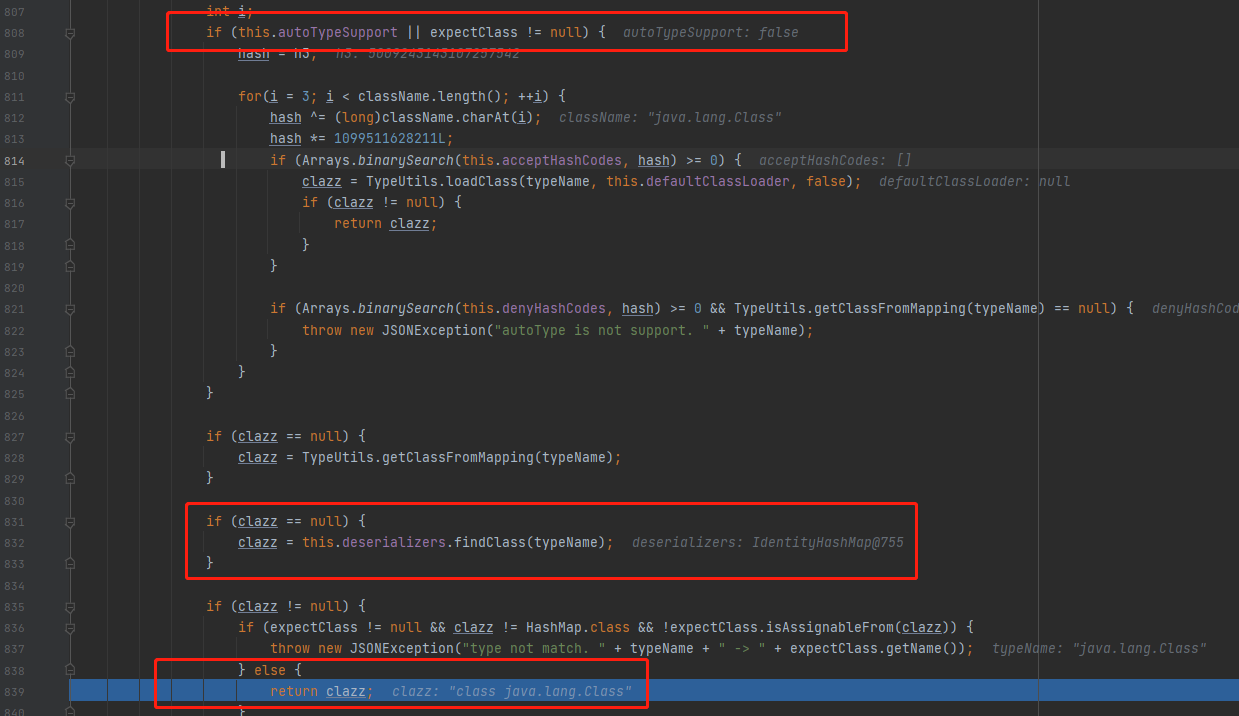 807 int i;
808 if (this.autoTypeSupport || expectClass != null) { autoTypeSupport: false
809 hash = h3; h3:
810
811 for(i = 3; i < className.length(); ++i) {
812 hash ^= (long)className.charAt(i); className: "java.lang.Class"
813 hash *= 1099511628211L;
814 if (Arrays.binarySearch(this.acceptHashCodes, hash) >= 0) { acceptHashCodes: []
815 clazz = TypeUtils.loadClass(typeName, this.defaultClassLoader, false); defaultClassLoader: null
816 if (clazz != null) {
817 return clazz;
818 }
819 }
820
821 if (Arrays.binarySearch(this.denyHashCodes, hash) >= 0 && TypeUtils.getClassFromMapping(typeName) == null) { denyHashCod
822 throw new JSONException("autoType is not support. " + typeName);
823 }
824 }
825 }
826
827 if (clazz == null) {
828 clazz = TypeUtils.getClassFromMapping(typeName);
829 }
830
831 if (clazz == null) {
832 clazz = this.deserializers.findClass(typeName); deserializers: IdentityHashMap@755
833 }
834
835 if (clazz != null) {
836 if (expectClass != null && clazz != HashMap.class && !expectClass.isAssignableFrom(clazz)) {
837 throw new JSONException("type not match. " + typeName + " -> " + expectClass.getName()); typeName: "java.lang.Class"
838 } else {
839 return clazz; clazz: "class java.lang.Class"
840 }